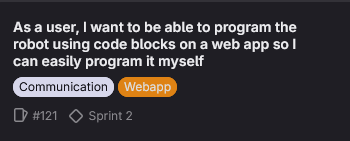 As a user, I want to be able to program the
robot using code blocks on a web app so I
can easily program it myself
Communication Webapp
#121 Sprint 2